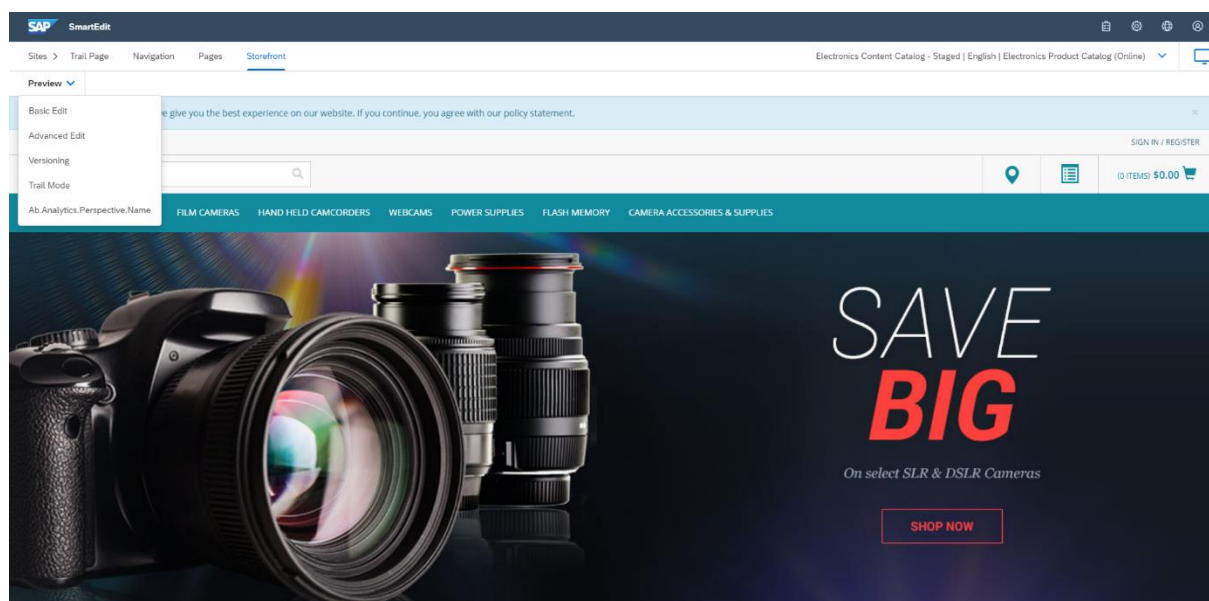 SAP SmartEdit
Sites > Trail Page Navigation Pages Storefront Electronics Content Catalog - Staged | English | Electronics Product Catalog (Online)
Preview
Basic Edit
e give you the best experience on our website. If you continue, you agree with our policy statement. ×
Advanced Edit
SIGN IN / REGISTER
Versioning
Trail Mode
(0 ITEMS) $0.00
Ab.Analytics.Perspective.Name
FILM CAMERAS HAND HELD CAMCORDERS WEBCAMS POWER SUPPLIES FLASH MEMORY CAMERA ACCESSORIES & SUPPLIES
SAVE
BIG
On select SLR & DSLR Cameras
SHOP NOW